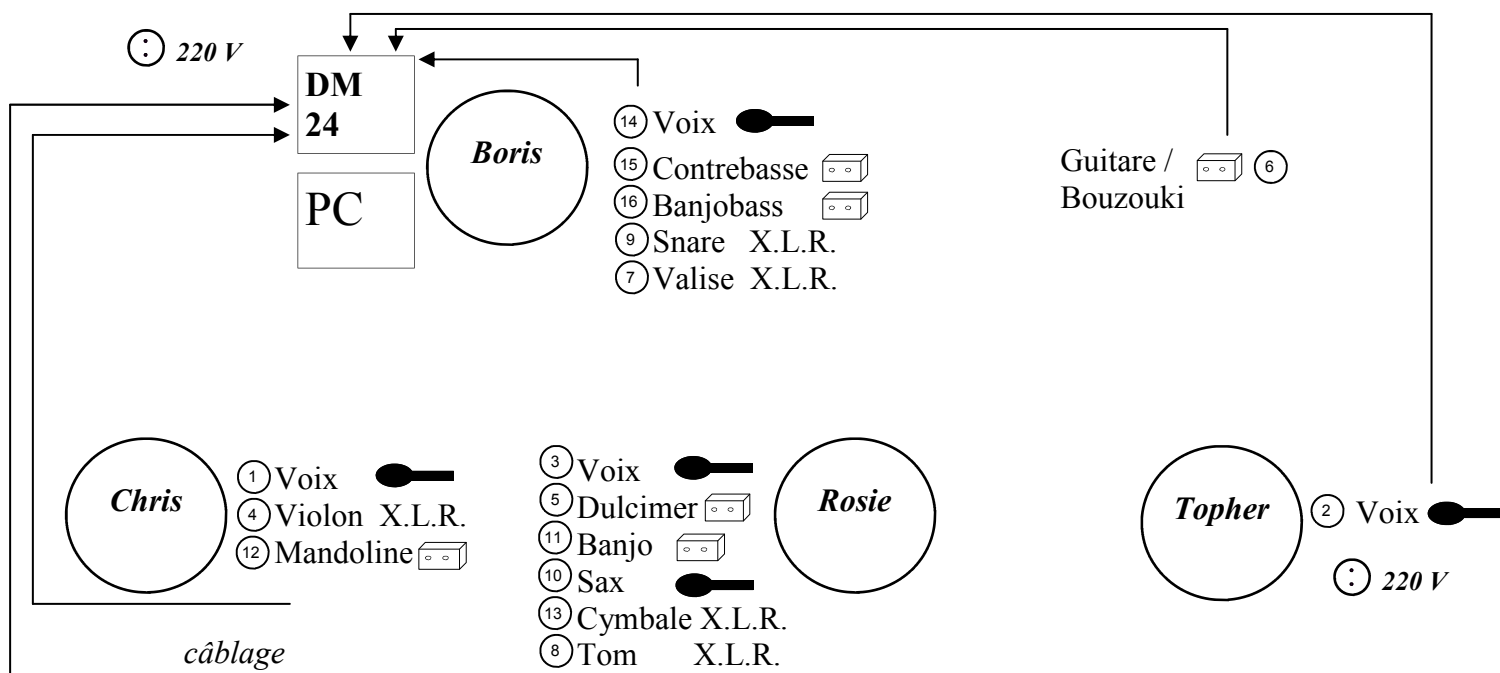 220 V
DM
24
PC
Boris
14 Voix
15 Contrebasse
16 Banjobass
9 Snare X.L.R.
7 Valise X.L.R.
Guitare / 6
Bouzouki
Chris
1 Voix
4 Violon X.L.R.
12 Mandoline
3 Voix
5 Dulcimer
11 Banjo
10 Sax
13 Cymbale X.L.R.
8 Tom X.L.R.
Rosie
Topher
2 Voix
220 V
câblage